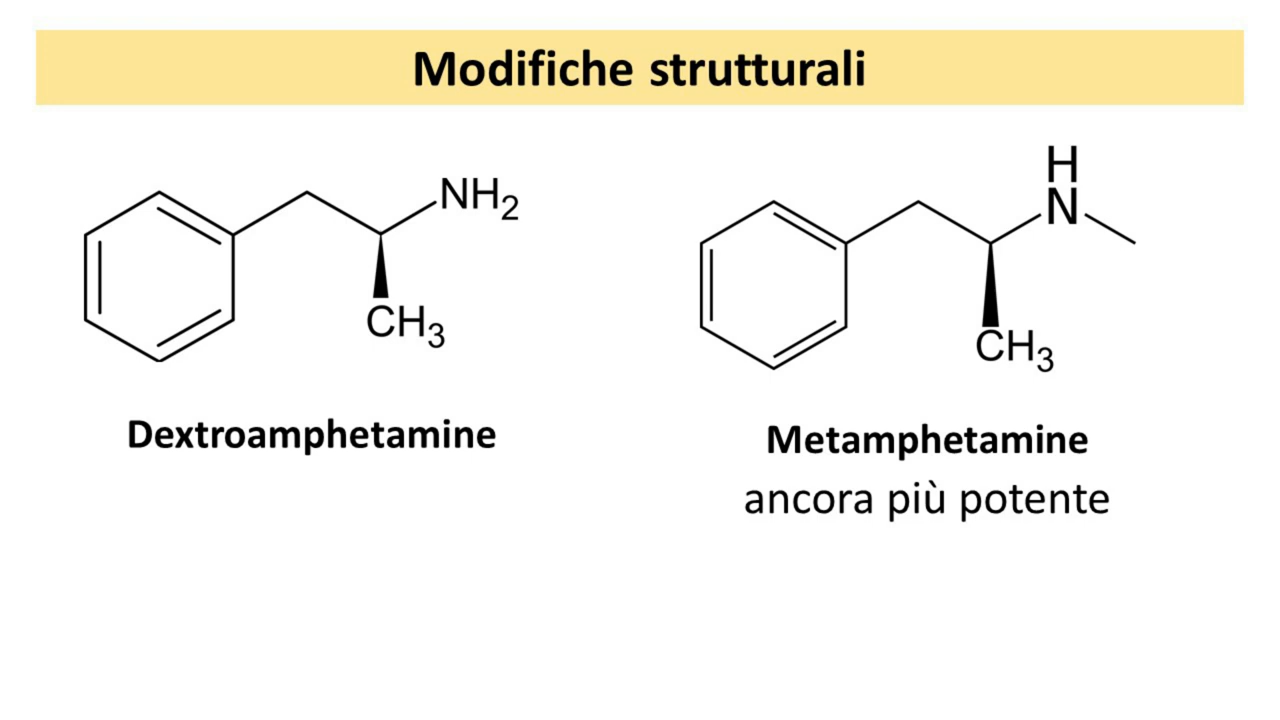 Modifiche strutturali
NH2
CH3
Dextroamphetamine
H
N
CH3
Metamphetamine
ancora più potente